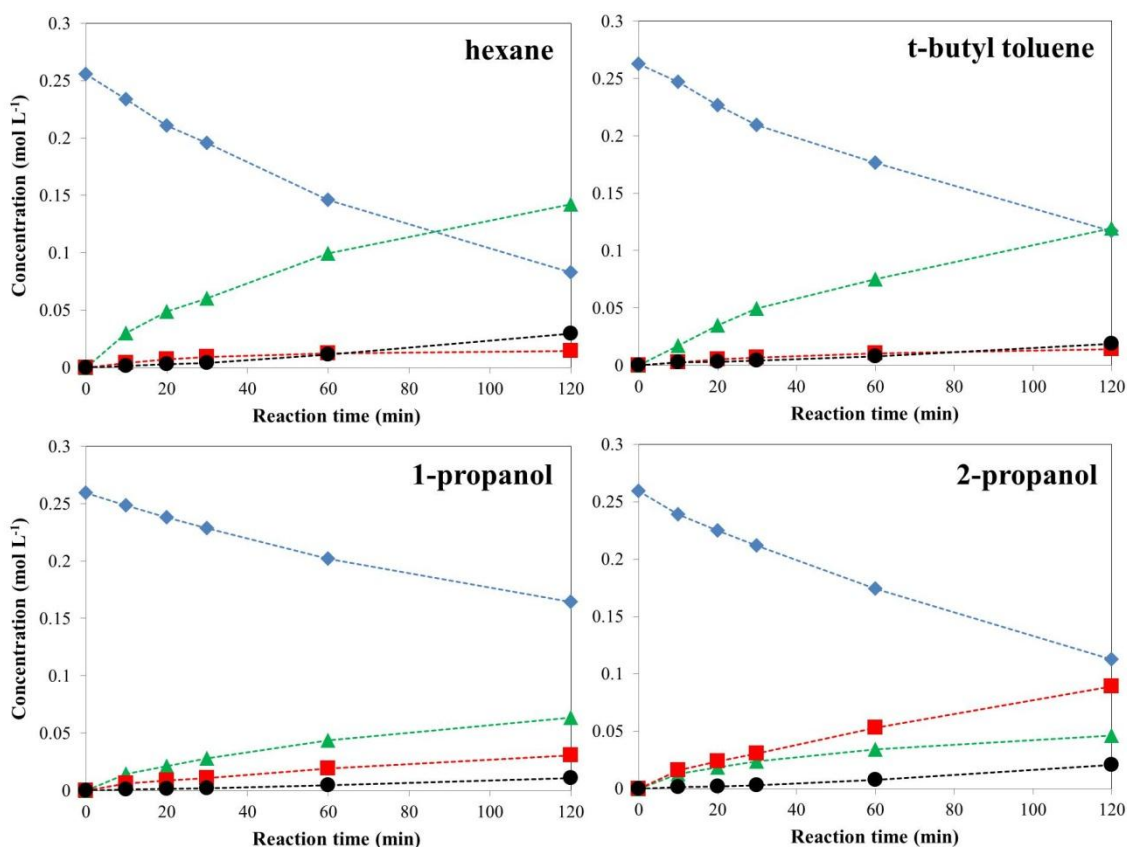 hexane
0.3
0.25
0.2
0.15
0.1
0.05
0
Concentration (mol L-1)
0 20 40 60 80 100 120
Reaction time (min)
t-butyl toluene
0.3
0.25
0.2
0.15
0.1
0.05
0
0 20 40 60 80 100 120
Reaction time (min)
1-propanol
0.3
0.25
0.2
0.15
0.1
0.05
0
Concentration (mol L-1)
0 20 40 60 80 100 120
Reaction time (min)
2-propanol
0.3
0.25
0.2
0.15
0.1
0.05
0
0 20 40 60 80 100 120
Reaction time (min)